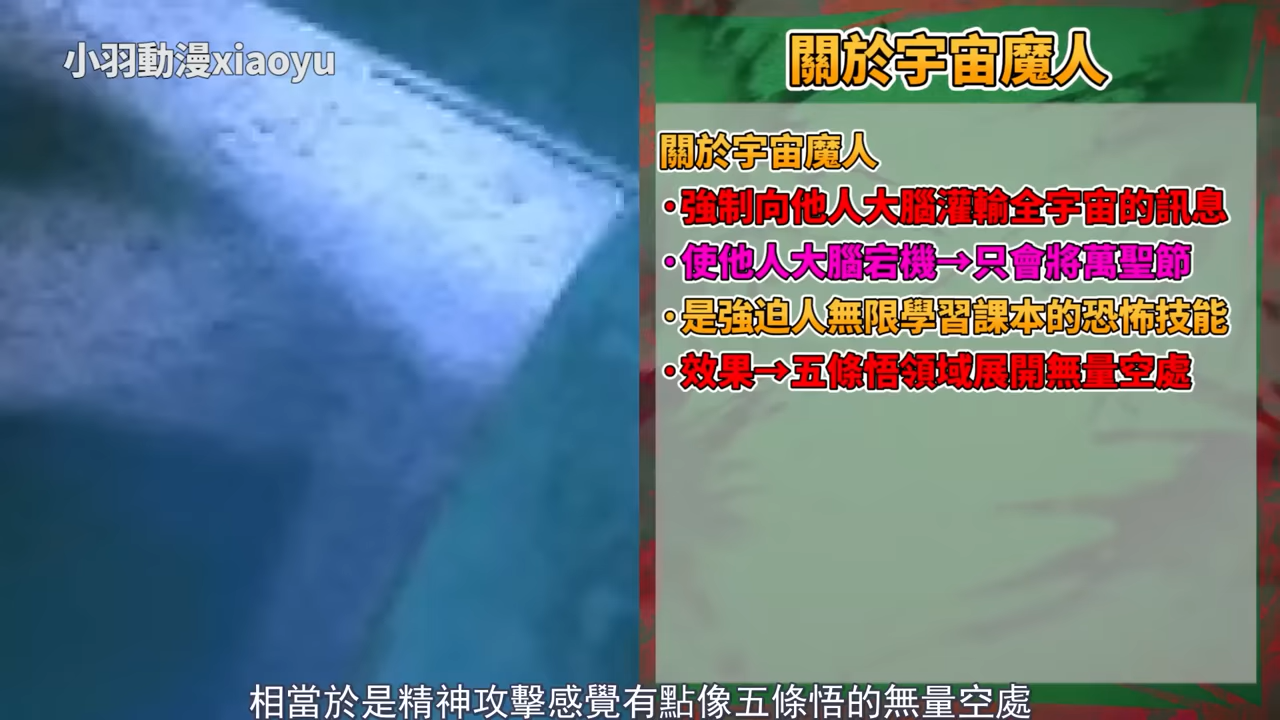 小羽動漫xiaoyu
關於宇宙魔人
關於宇宙魔人
·強制向他人大腦灌輸全宇宙的訊息
·使他人大腦宕機→只會將萬聖節
·是強迫人無限學習課本的恐怖技能
·效果→五條悟領域展開無量空處
相當於是精神攻擊感覺有點像五條悟的無量空處